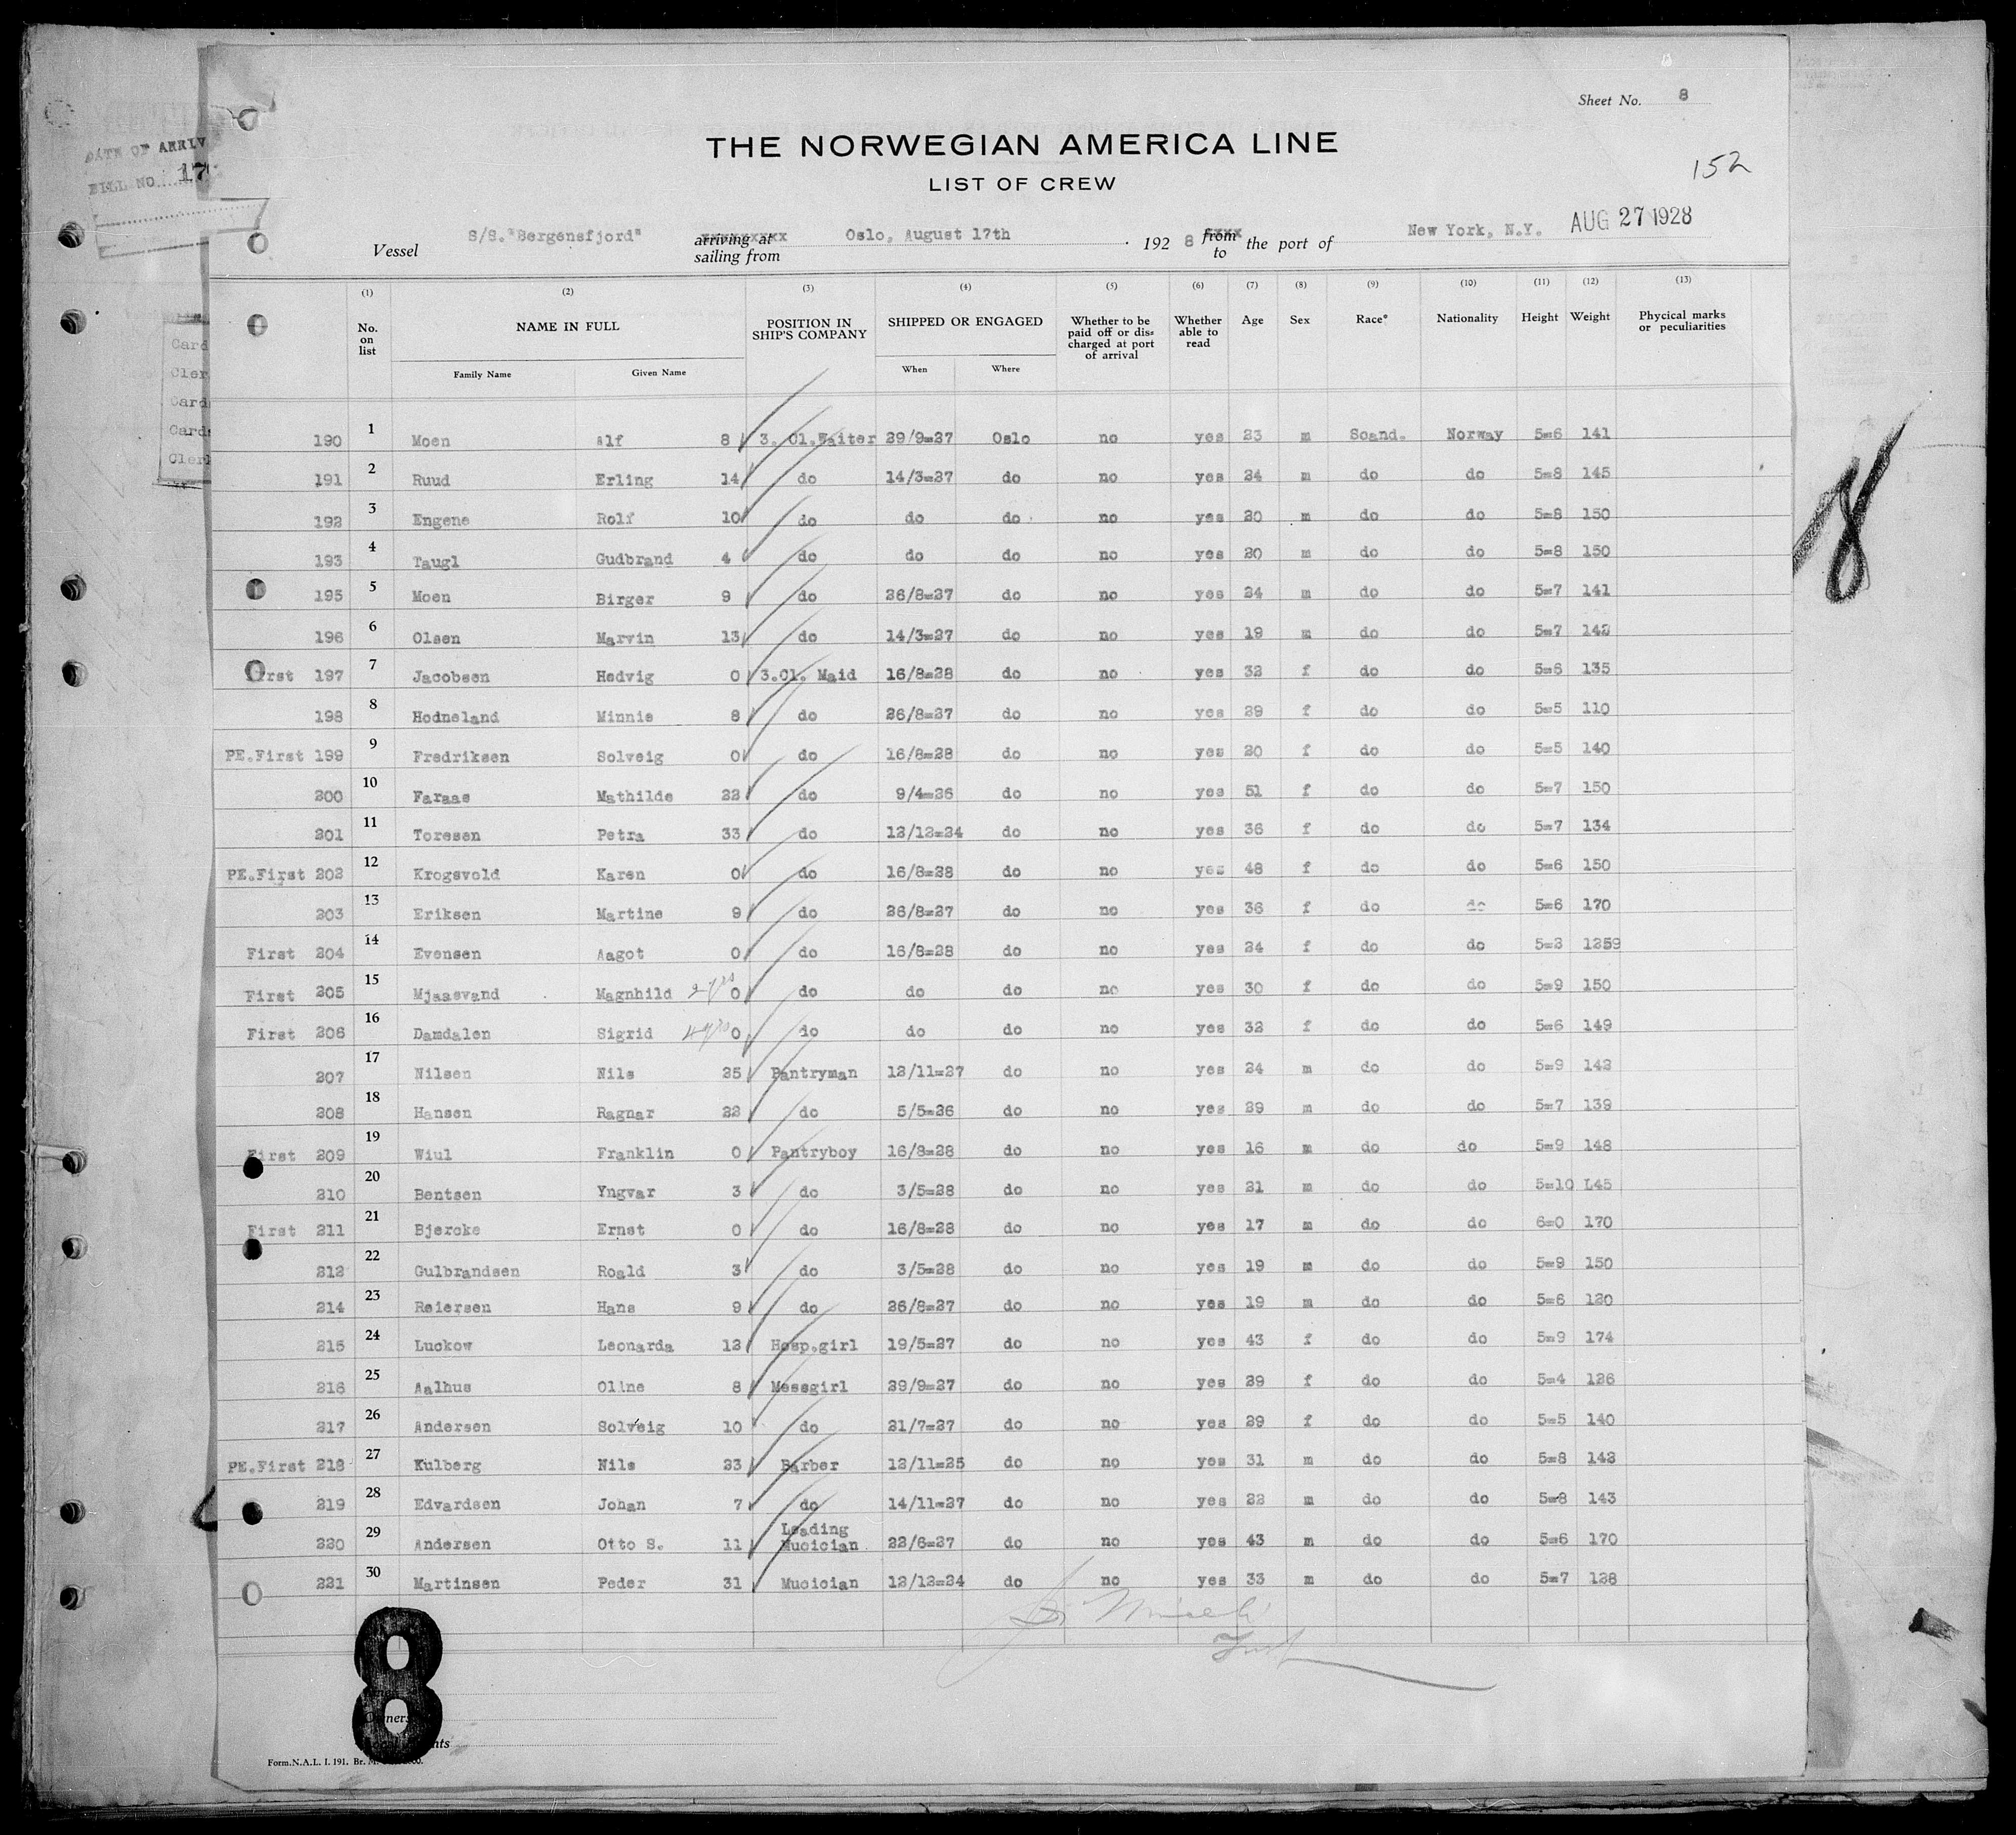 Sheet No. 8
THE NORWEGIAN AMERICA LINE
LIST OF CREW
152
DATE OF ARRIV
BILL NO. 17
Vessel S/S."Bergensfjord" arriving at sailing from Oslo, August 17th 1928 from to the port of New York, N.Y. AUG 27 1928
(1) (2) (3) (4) (5) (6) (7) (8) (9) (10) (11) (12) (13)
No. on list NAME IN FULL POSITION IN SHIP'S COMPANY SHIPPED OR ENGAGED Whether to be paid off or discharged at port of arrival Whether able to read Age Sex Race* Nationality Height Weight Phycical marks or peculiarities
Family Name Given Name When Where
190 1 Moen Alf 8 3. Cl.Waiter 29/9=27 Oslo no yes 23 m Scand. Norway 5=6 141
191 2 Ruud Erling 14 do 14/3=27 do no yes 24 m do do 5=8 145
192 3 Engene Rolf 10 do do do no yes 20 m do do 5=8 150
193 4 Taugl Gudbrand 4 do do do no yes 20 m do do 5=8 150
195 5 Moen Birger 9 do 26/8=27 do no yes 24 m do do 5=7 141
196 6 Olsen Marvin 13 do 14/3=27 do no yes 19 m do do 5=7 142
First 197 7 Jacobsen Hedvig 0 3.Cl. Maid 16/8=28 do no yes 32 f do do 5=6 135
198 8 Hodneland Minnie 8 do 26/8=27 do no yes 29 f do do 5=5 110
PE.First 199 9 Fredriksen Solveig 0 do 16/8=28 do no yes 20 f do do 5=5 140
200 10 Faraas Mathilde 22 do 9/4=26 do no yes 51 f do do 5=7 150
201 11 Toresen Petra 33 do 12/12=24 do no yes 36 f do do 5=7 134
PE.First 202 12 Krogsvold Karen 0 do 16/8=28 do no yes 48 f do do 5=6 150
203 13 Eriksen Martine 9 do 26/8=27 do no yes 36 f do do 5=6 170
First 204 14 Evensen Aagot 0 do 16/8=28 do no yes 24 f do do 5=3 1259
First 205 15 Mjaasvand Magnhild 0 do do do no yes 30 f do do 5=9 150
First 206 16 Damdalen Sigrid 0 do do do no yes 32 f do do 5=6 149
207 17 Nilsen Nils 25 Pantryman 12/11=27 do no yes 24 m do do 5=9 142
208 18 Hansen Ragnar 22 do 5/5=26 do no yes 29 m do do 5=7 139
First 209 19 Wiul Franklin 0 Pantryboy 16/8=28 do no yes 16 m do do 5=9 148
210 20 Bentsen Yngvar 3 do 3/5=28 do no yes 21 m do do 5=10 L45
First 211 21 Bjercke Ernst 0 do 16/8=28 do no yes 17 m do do 6=0 170
212 22 Gulbrandsen Roald 3 do 3/5=28 do no yes 19 m do do 5=9 150
214 23 Reiersen Hans 9 do 26/8=27 do no yes 19 m do do 5=6 120
215 24 Luckow Leonarda 12 Hosp.girl 19/5=27 do no yes 43 f do do 5=9 174
216 25 Aalhus Oline 8 Messgirl 29/9=27 do no yes 29 f do do 5=4 126
217 26 Andersen Solveig 10 do 21/7=27 do no yes 29 f do do 5=5 140
PE.First 218 27 Kulberg Nils 23 Barber 12/11=25 do no yes 31 m do do 5=8 142
219 28 Edvardsen Johan 7 do 14/11=27 do no yes 22 m do do 5=8 143
220 29 Andersen Otto S. 11 Leading Musician 22/6=27 do no yes 43 m do do 5=6 170
221 30 Martinsen Peder 31 Musician 12/12=24 do no yes 33 m do do 5=7 128
8
Owners
Form.N.A.L. I. 191.